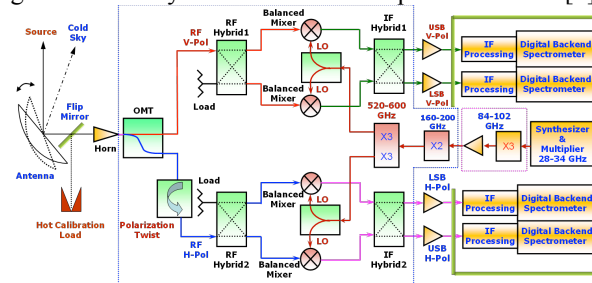 Source
Cold
Sky
Flip
Mirror
Antenna
Hot Calibration
Load
Horn
OMT
Polarization
Twist
RF
V-Pol
RF
H-Pol
RF
Hybrid1
Load
Load
RF
Hybrid2
Balanced
Mixer
LO
LO
Balanced
Mixer
Balanced
Mixer
LO
LO
Balanced
Mixer
IF
Hybrid1
IF
Hybrid2
520-600
GHz
X3
X3
160-200
GHz
X2
84-102
GHz
X3
Synthesizer
&
Multiplier
28-34 GHz
USB
V-Pol
LSB
V-Pol
LSB
H-Pol
USB
H-Pol
IF
Processing
Digital Backend
Spectrometer
IF
Processing
Digital Backend
Spectrometer
IF
Processing
Digital Backend
Spectrometer
IF
Processing
Digital Backend
Spectrometer